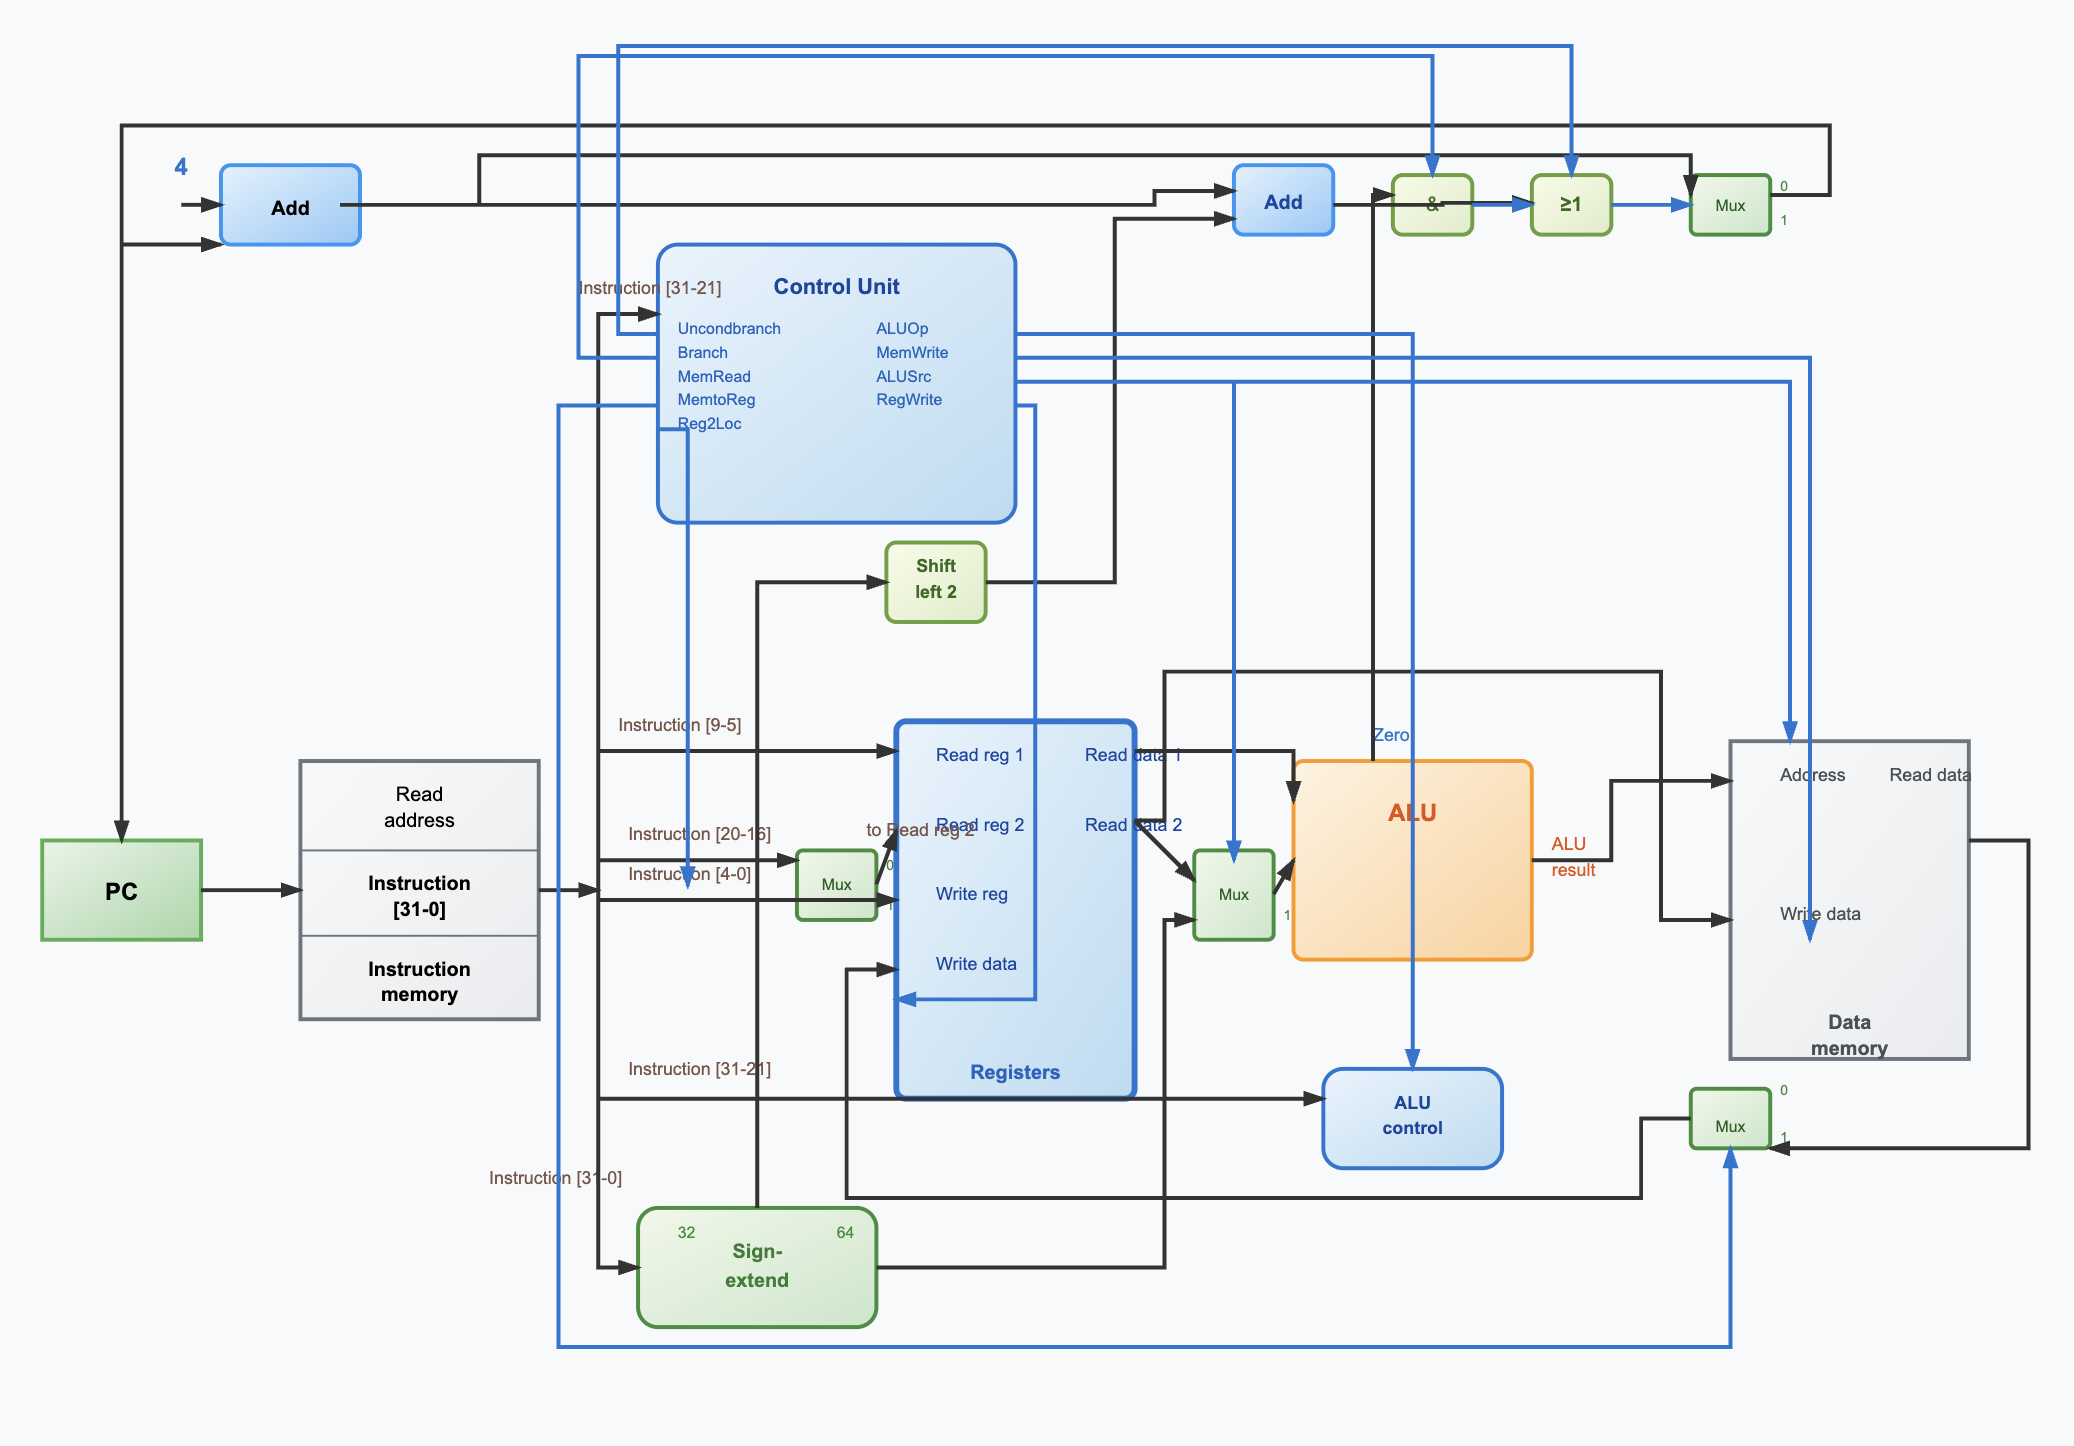 4
Add
Add
&
≥1
Mux
0
1
Control Unit
Instruction [31-21]
Uncondbranch
Branch
MemRead
MemtoReg
Reg2Loc
ALUOp
MemWrite
ALUSrc
RegWrite
Shift
left 2
PC
Read
address
Instruction
[31-0]
Instruction
memory
Instruction [9-5]
Instruction [20-16]
Instruction [4-0]
Mux
0
1
to Read reg 2
Read reg 1
Read reg 2
Write reg
Write data
Read data 1
Read data 2
Registers
Mux
1
Zero
ALU
ALU
result
Address
Read data
Write data
Data
memory
Instruction [31-21]
ALU
control
Mux
0
1
Instruction [31-0]
32
64
Sign-
extend